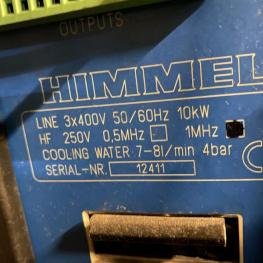 OUTPUTS
HIMMEL
LINE 3x400V 50/60Hz 10kW
HF 250V 0,5MHz 1MHz
COOLING WATER 7-8l/min 4bar
SERIAL-NR. 12411